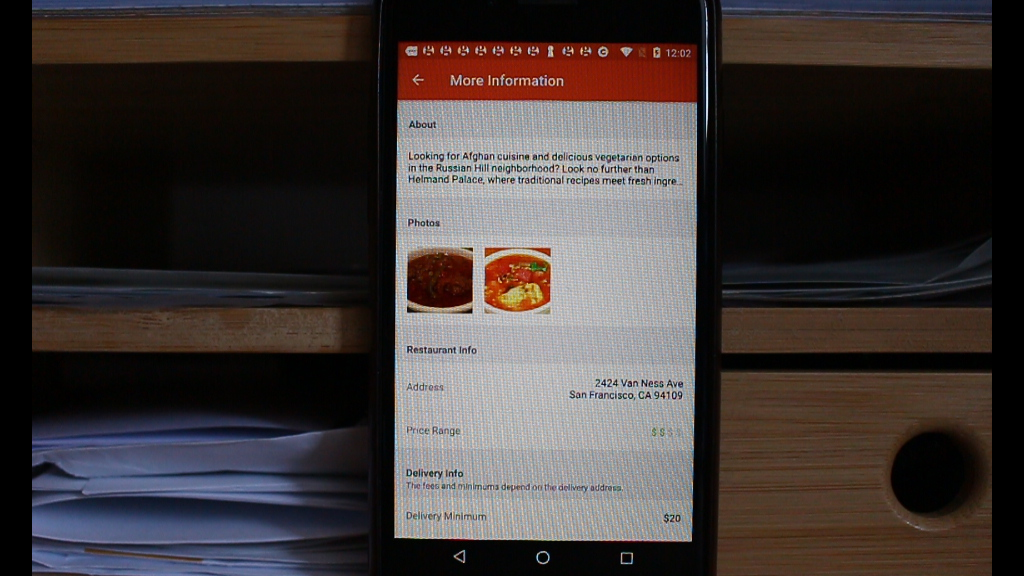 12:02
More Information
About
Looking for Afghan cuisine and delicious vegetarian options
in the Russian Hill neighborhood? Look no further than
Helmand Palace, where traditional recipes meet fresh ingre...
Photos
Restaurant Info
Address
2424 Van Ness Ave
San Francisco, CA 94109
Price Range
$$$$
Delivery Info
The fees and minimums depend on the delivery address.
Delivery Minimum
$20